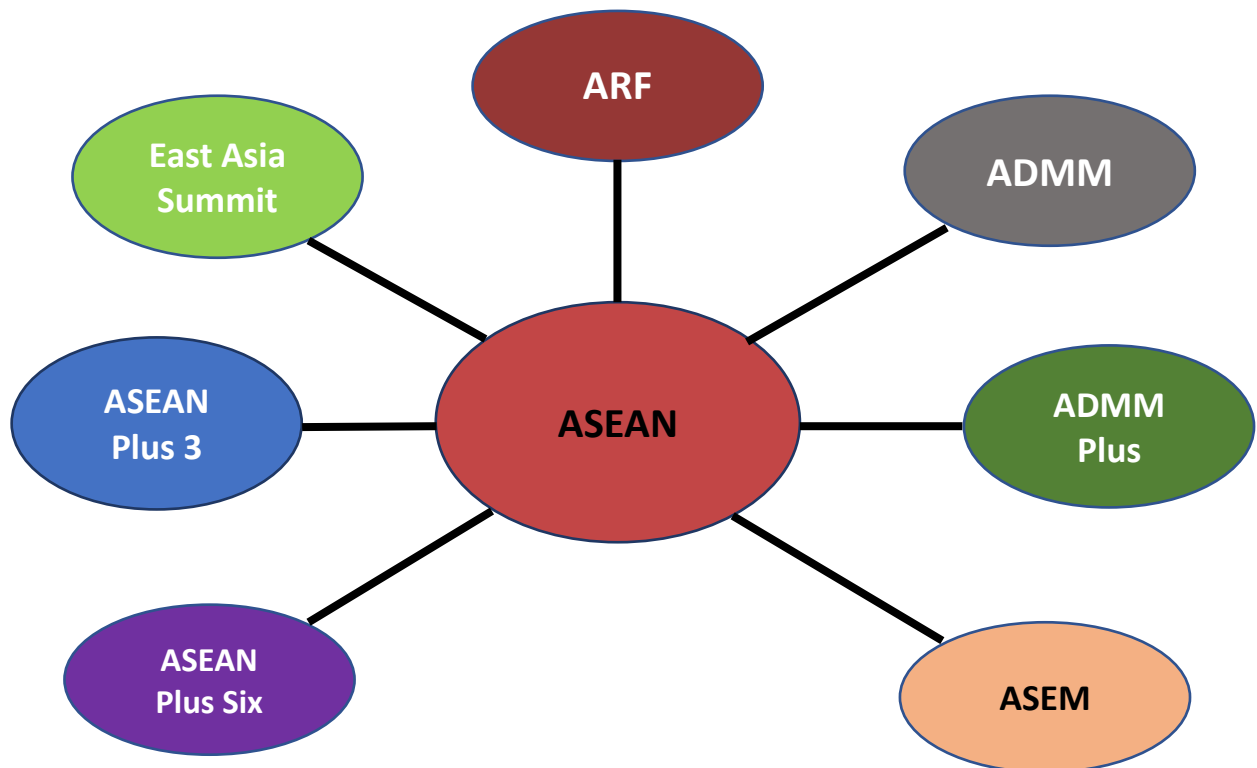 ARF
East Asia
Summit
ADMM
ASEAN
Plus 3
ASEAN
ADMM
Plus
ASEAN
Plus Six
ASEM